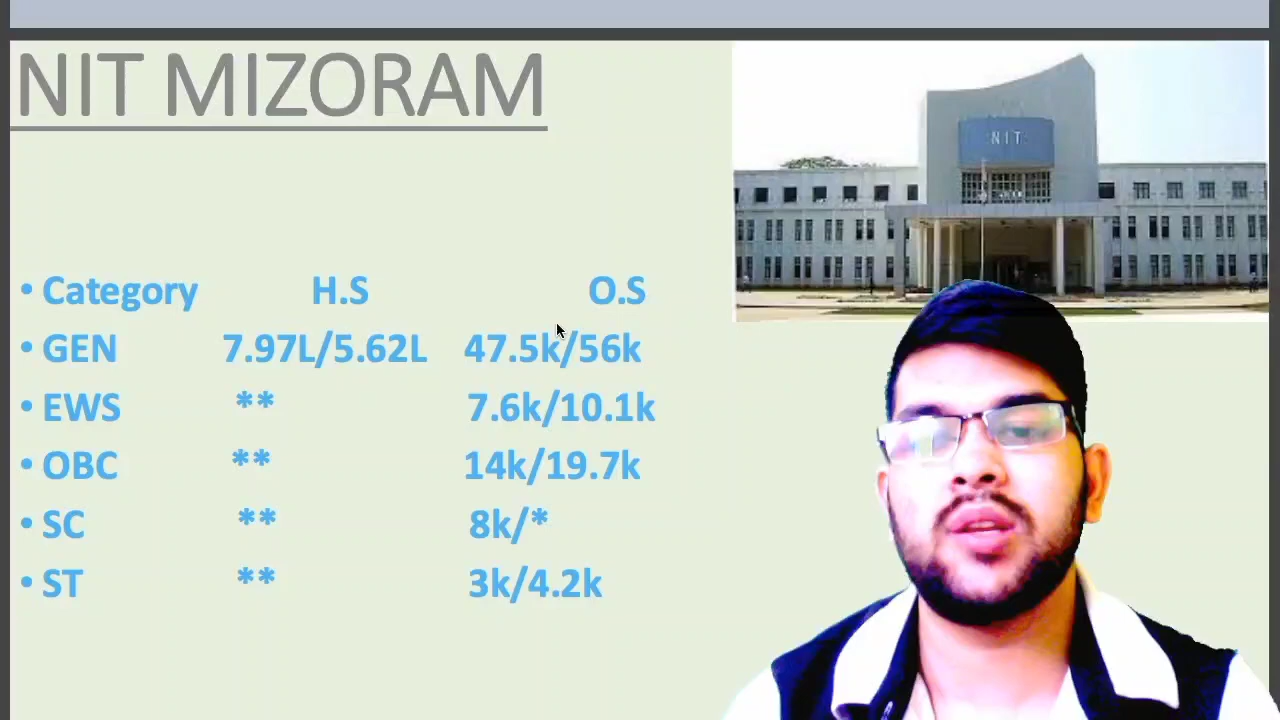 NIT MIZORAM
NIT
• Category H.S O.S
• GEN 7.97L/5.62L 47.5k/56k
• EWS ** 7.6k/10.1k
• OBC ** 14k/19.7k
• SC ** 8k/*
• ST ** 3k/4.2k